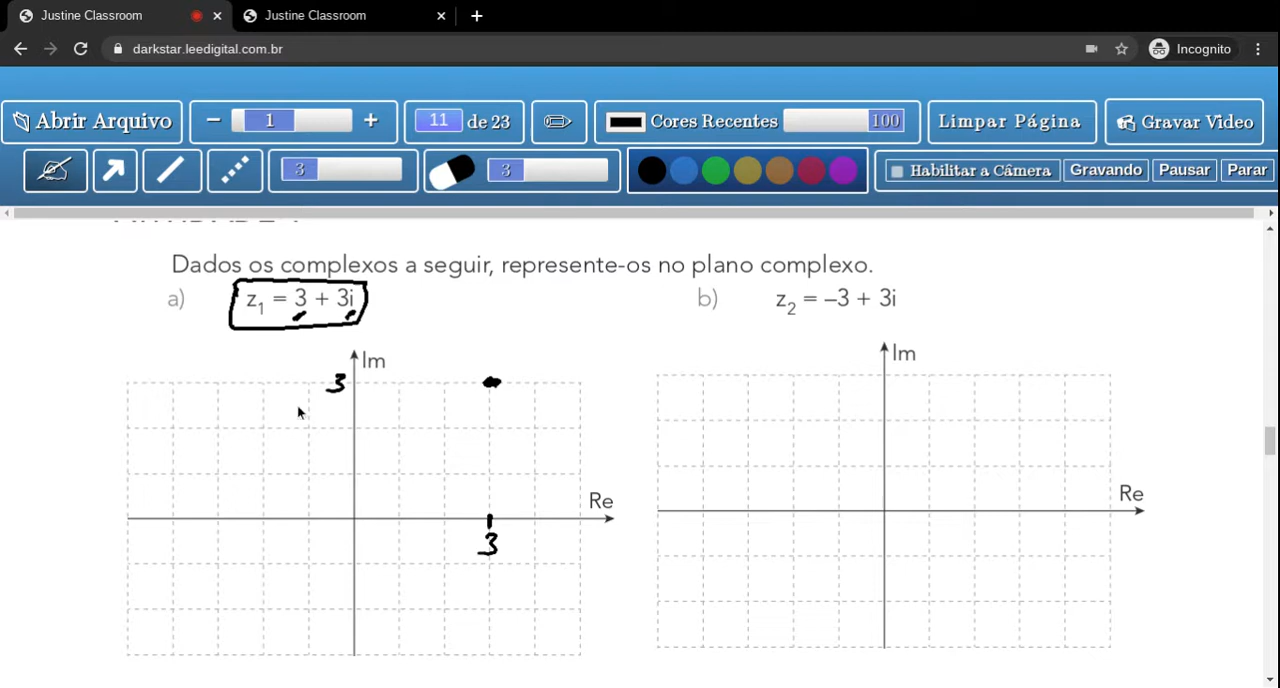 Justine Classroom
Justine Classroom
darkstar.leedigital.com.br
Incognito
Abrir Arquivo
− 1 +
11 de 23
Cores Recentes 100
Limpar Página
Gravar Video
3
3
Habilitar a Câmera
Gravando
Pausar
Parar
Dados os complexos a seguir, represente-os no plano complexo.
a) z₁ = 3 + 3i
b) z₂ = –3 + 3i
Im
3
Re
3
Im
Re